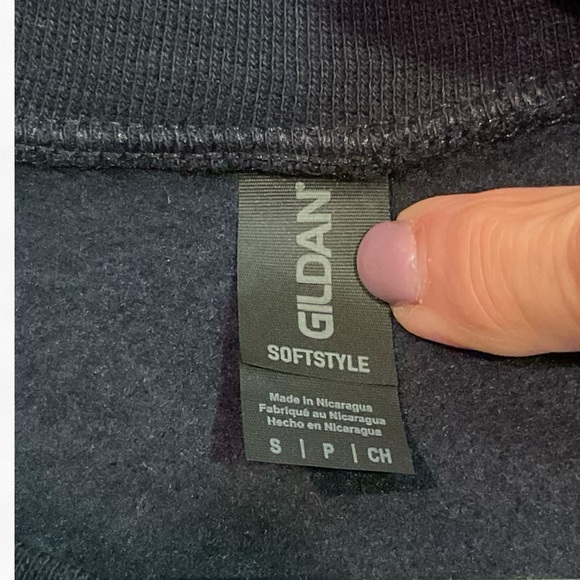 GILDAN®
SOFTSTYLE
Made in Nicaragua
Fabriqué au Nicaragua
Hecho en Nicaragua
S | P | CH